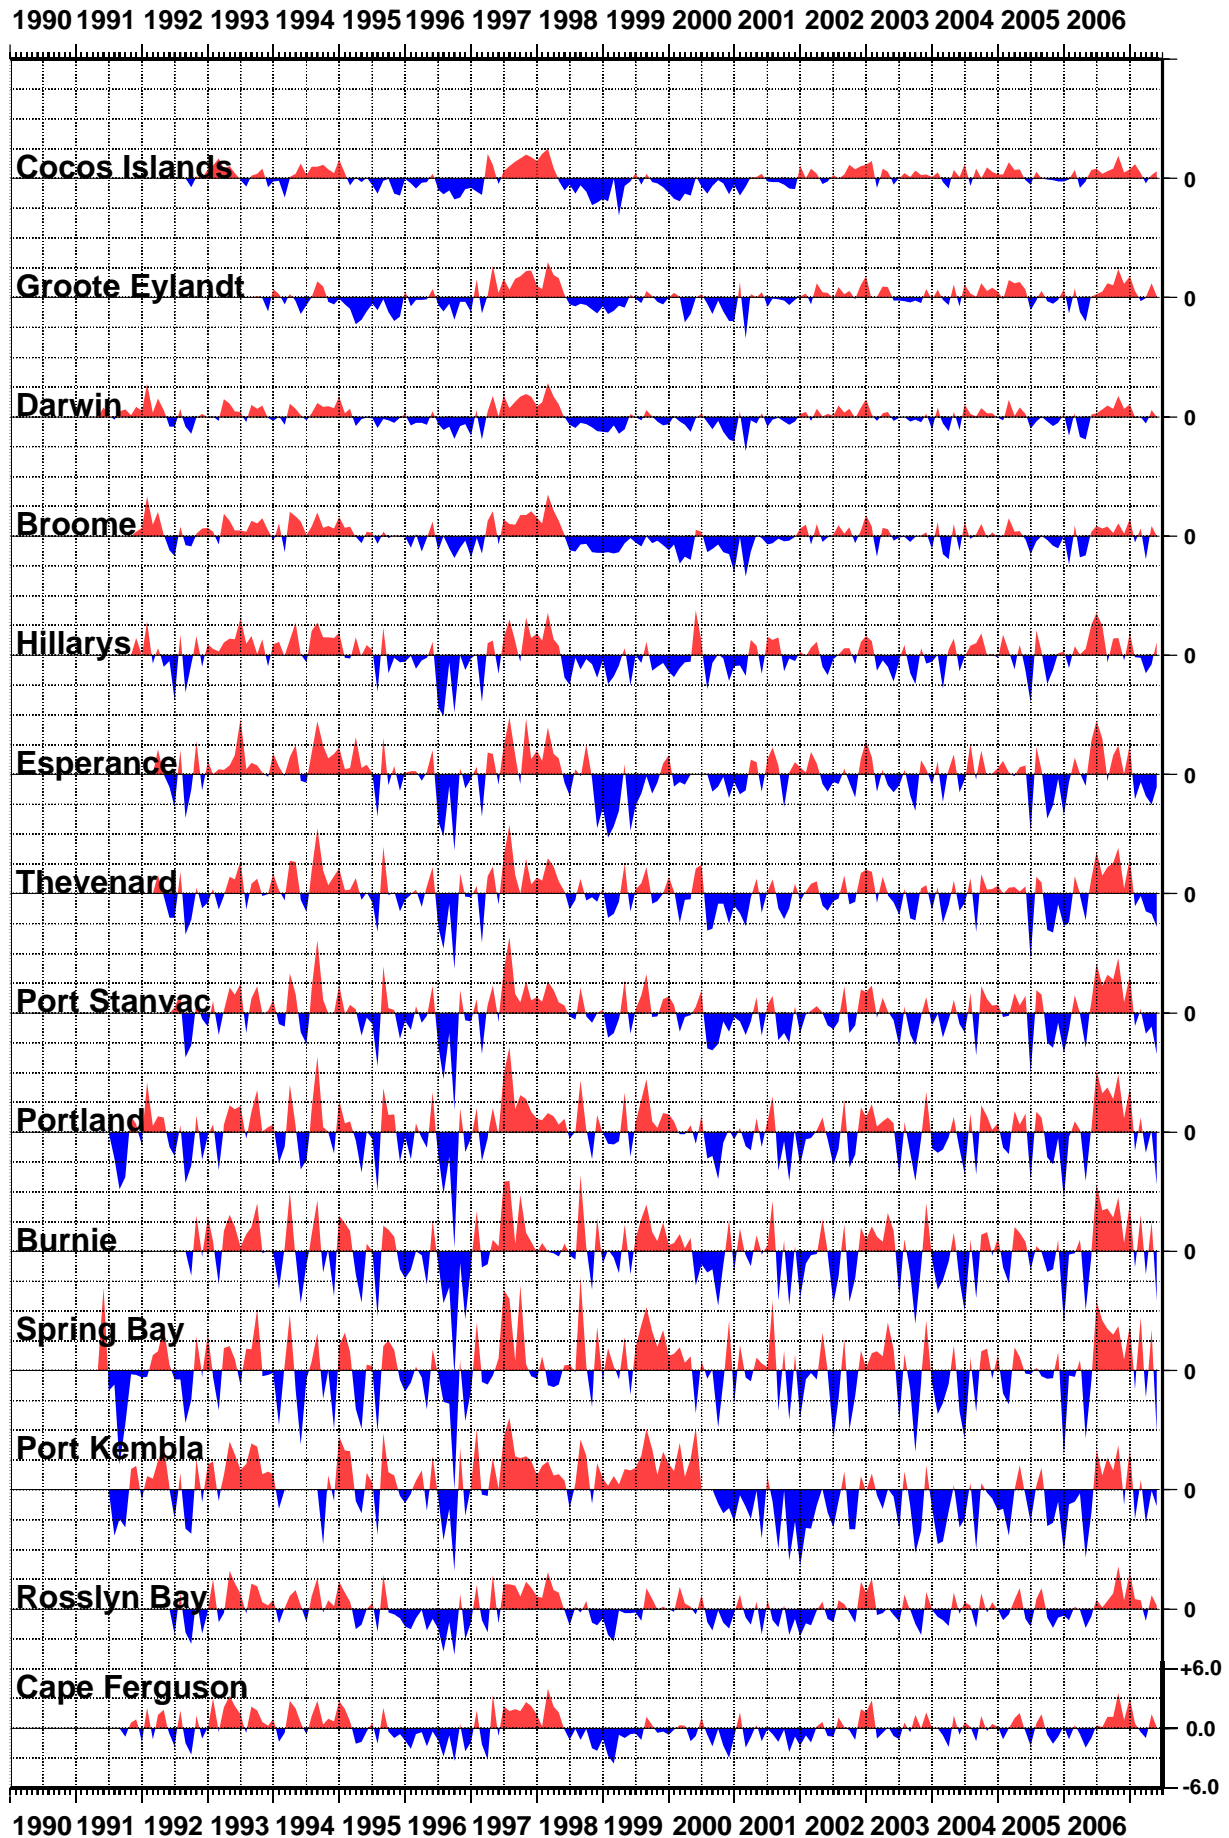 1990 1991 1992 1993 1994 1995 1996 1997 1998 1999 2000 2001 2002 2003 2004 2005 2006
Cocos Islands 0
Groote Eylandt 0
Darwin 0
Broome 0
Hillarys 0
Esperance 0
Thevenard 0
Port Stanvac 0
Portland 0
Burnie 0
Spring Bay 0
Port Kembla 0
Rosslyn Bay 0
+6.0
Cape Ferguson
0.0
-6.0
1990 1991 1992 1993 1994 1995 1996 1997 1998 1999 2000 2001 2002 2003 2004 2005 2006